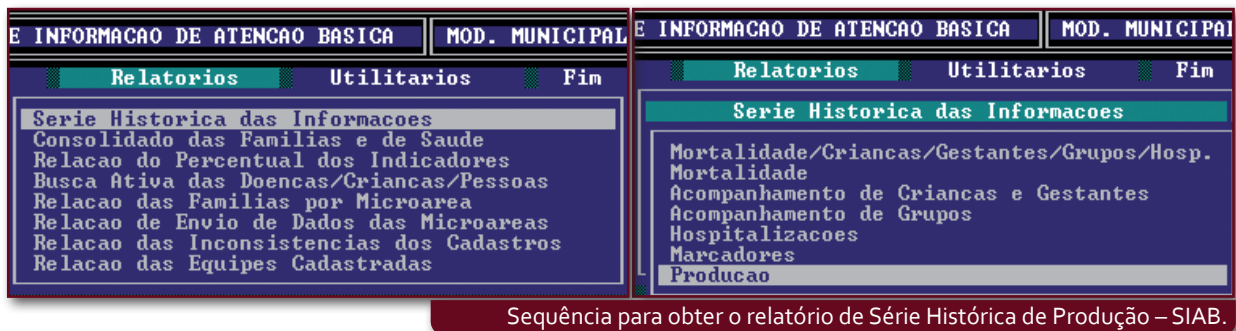 E INFORMACAO DE ATENCAO BASICA MOD. MUNICIPAL
Relatorios Utilitarios Fim
Serie Historica das Informacoes
Consolidado das Familias e de Saude
Relacao do Percentual dos Indicadores
Busca Ativa das Doencas/Criancas/Pessoas
Relacao das Familias por Microarea
Relacao de Envio de Dados das Microareas
Relacao das Inconsistencias dos Cadastros
Relacao das Equipes Cadastradas
E INFORMACAO DE ATENCAO BASICA MOD. MUNICIPAL
Relatorios Utilitarios Fim
Serie Historica das Informacoes
Mortalidade/Criancas/Gestantes/Grupos/Hosp.
Mortalidade
Acompanhamento de Criancas e Gestantes
Acompanhamento de Grupos
Hospitalizacoes
Marcadores
Producao
Sequência para obter o relatório de Série Histórica de Produção – SIAB.